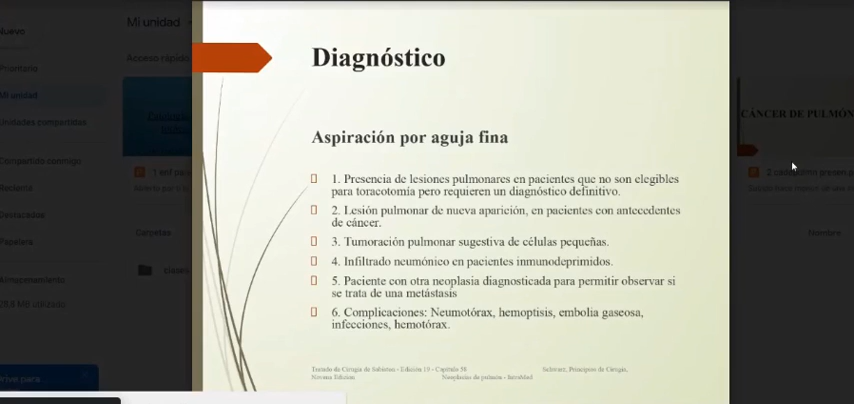 Mi unidad
Nuevo
Acceso rápido
Prioritario
Mi unidad
Unidades compartidas
Compartido conmigo
Reciente
Destacados
Papelera
Almacenamiento
Carpetas
clases
Nombre
CÁNCER DE PULMÓN
Diagnóstico
Aspiración por aguja fina
1. Presencia de lesiones pulmonares en pacientes que no son elegibles
para toracotomía pero requieren un diagnóstico definitivo.
2. Lesión pulmonar de nueva aparición, en pacientes con antecedentes
de cáncer.
3. Tumoración pulmonar sugestiva de células pequeñas.
4. Infiltrado neumónico en pacientes inmunodeprimidos.
5. Paciente con otra neoplasia diagnosticada para permitir observar si
se trata de una metástasis
6. Complicaciones: Neumotórax, hemoptisis, embolia gaseosa,
infecciones, hemotórax.
Tratado de Cirugía de Sabiston - Edición 19 - Capitulo 58 Schwarz, Principios de Cirugía,
Novena Edición Neoplasias de pulmón -